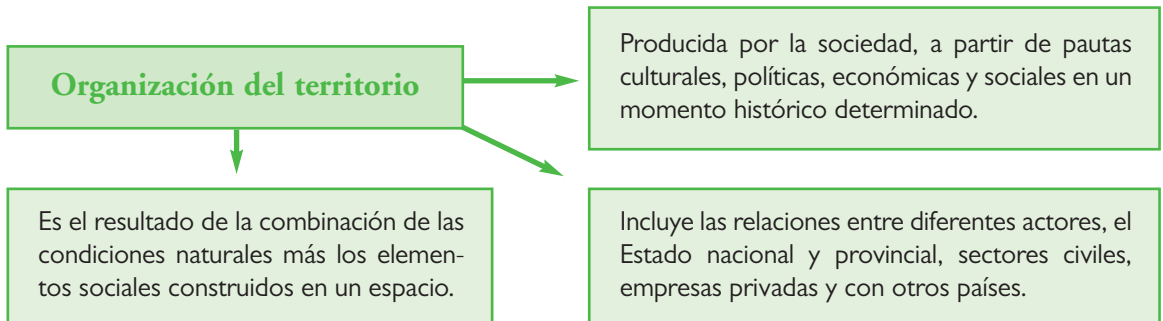 Organización del territorio
Producida por la sociedad, a partir de pautas
culturales, políticas, económicas y sociales en un
momento histórico determinado.
Es el resultado de la combinación de las
condiciones naturales más los elemen-
tos sociales construidos en un espacio.
Incluye las relaciones entre diferentes actores, el
Estado nacional y provincial, sectores civiles,
empresas privadas y con otros países.